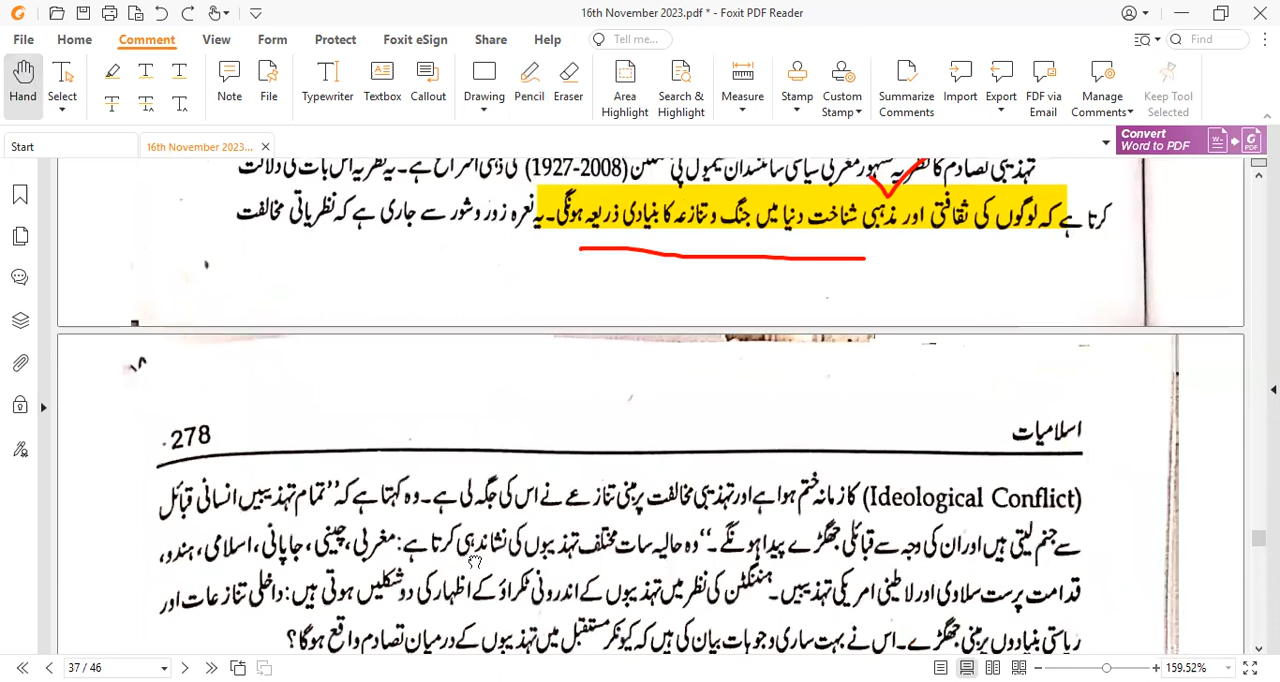 16th November 2023.pdf * - Foxit PDF Reader
File Home Comment View Form Protect Foxit eSign Share Help Tell me... Find
Hand Select Note File Typewriter Textbox Callout Drawing Pencil Eraser Area Highlight Search & Highlight Measure Stamp Custom Stamp Summarize Comments Import Export FDF via Email Manage Comments Keep Tool Selected
Start 16th November 2023... Convert Word to PDF
تہذیبی تصادم کا نظریہ مشہور مغربی سیاسی سائنسدان سیموئل پی ہنٹنگٹن (1927-2008) کی ذہنی اختراع ہے۔ یہ نظریہ اس بات کی دلالت
کرتا ہے کہ لوگوں کی ثقافتی اور مذہبی شناخت دنیا میں جنگ و تنازعہ کا بنیادی ذریعہ ہونگی۔ یہ نعرہ زور و شور سے جاری ہے کہ نظریاتی مخالفت
١٨
اسلامیات 278
(Ideological Conflict) کا زمانہ ختم ہوا ہے اور تہذیبی مخالفت پر مبنی تنازعے نے اس کی جگہ لی ہے۔ وہ کہتا ہے کہ ”تمام تہذیبیں انسانی قبائل
سے جنم لیتی ہیں اور ان کی وجہ سے قبائلی جھگڑے پیدا ہونگے۔“ وہ حالیہ سات مختلف تہذیبوں کی نشاندہی کرتا ہے: مغربی، چینی، جاپانی، اسلامی، ہندو،
قدامت پرست سلاوی اور لاطینی امریکی تہذیبیں۔ ہنٹنگٹن کی نظر میں تہذیبوں کے اندرونی ٹکراؤ کے اظہار کی دو شکلیں ہوتی ہیں: داخلی تنازعات اور
ریاستی بنیادوں پر مبنی جھگڑے۔ اس نے بہت ساری وجوہات بیان کی ہیں کہ کیونکر مستقبل میں تہذیبوں کے درمیان تصادم واقع ہوگا؟
37 / 46 159.52%